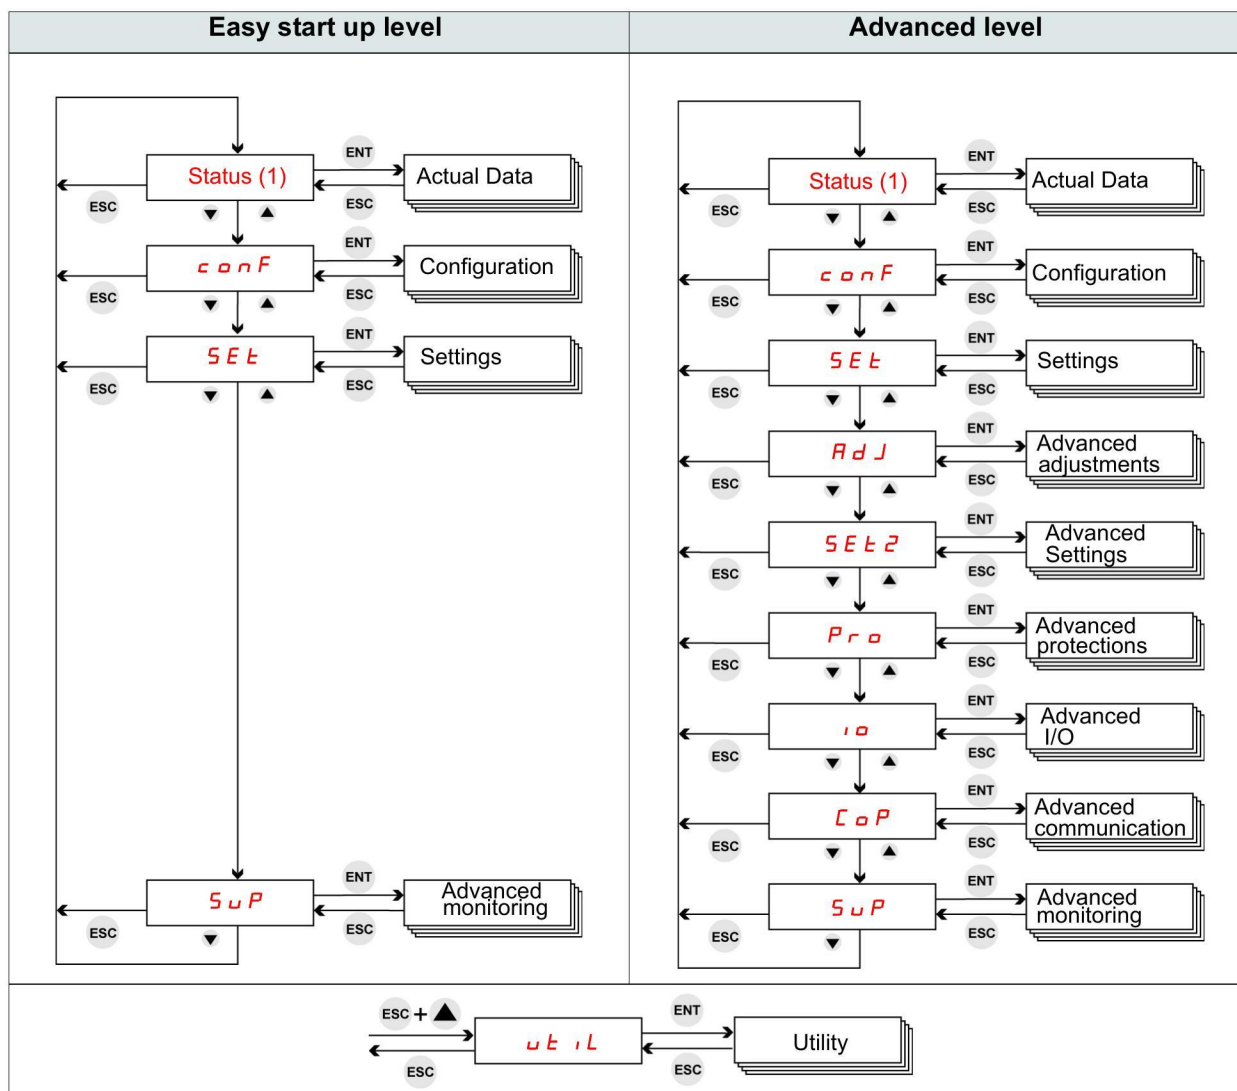 Easy start up level
Advanced level
ENT
Status (1)
Actual Data
ESC
ESC
ENT
conF
Configuration
ESC
ESC
ENT
SEt
Settings
ESC
ESC
ENT
SuP
Advanced
monitoring
ESC
ESC
ENT
Status (1)
Actual Data
ESC
ESC
ENT
conF
Configuration
ESC
ESC
ENT
SEt
Settings
ESC
ESC
ENT
AdJ
Advanced
adjustments
ESC
ESC
ENT
SEt2
Advanced
Settings
ESC
ESC
ENT
Pro
Advanced
protections
ESC
ESC
ENT
io
Advanced
I/O
ESC
ESC
ENT
CoP
Advanced
communication
ESC
ESC
ENT
SuP
Advanced
monitoring
ESC
ESC
ESC + ▲
ENT
utiL
Utility
ESC
ESC